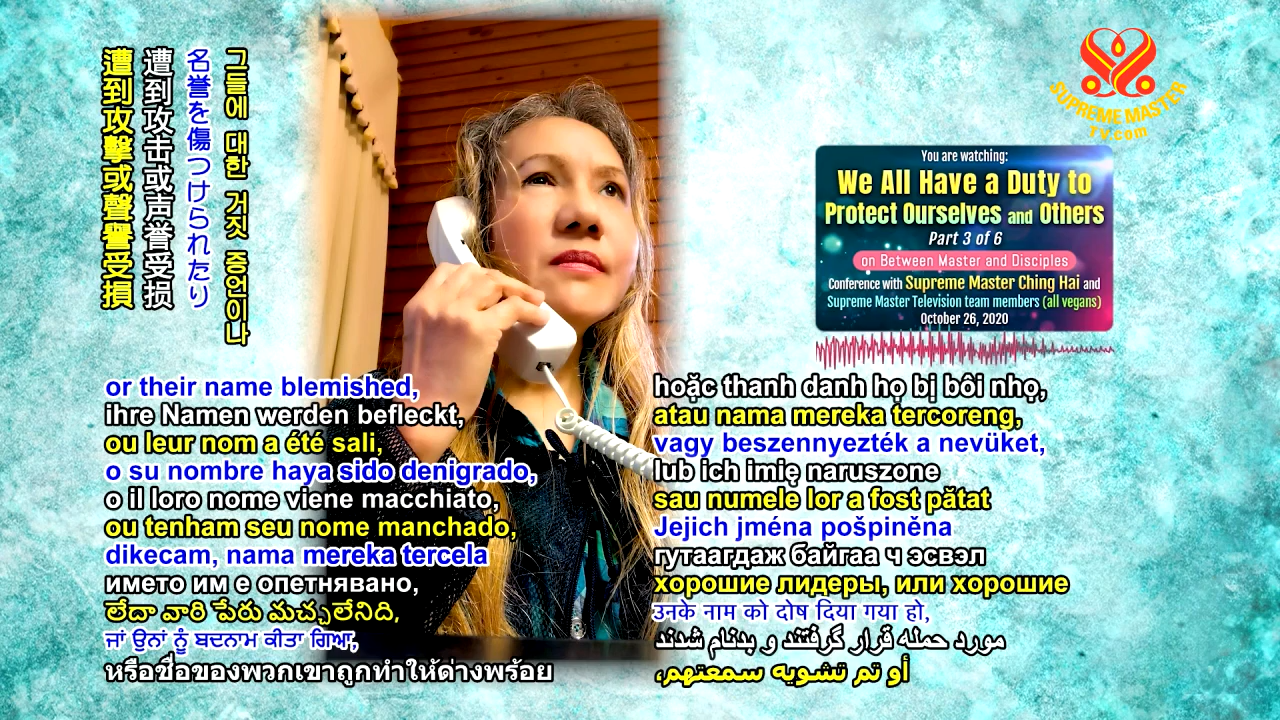 遭到攻擊或聲譽受損
遭到攻击或声誉受损
名誉を傷つけられたり
그들에 대한 거짓 증언이나
SUPREME MASTER
TV.com
You are watching:
We All Have a Duty to
Protect Ourselves and Others
Part 3 of 6
on Between Master and Disciples
Conference with Supreme Master Ching Hai and
Supreme Master Television team members (all vegans)
October 26, 2020
or their name blemished,
ihre Namen werden befleckt,
ou leur nom a été sali,
o su nombre haya sido denigrado,
o il loro nome viene macchiato,
ou tenham seu nome manchado,
dikecam, nama mereka tercela
името им е опетнявано,
లేదా వారి పేరు మచ్చలేనిది,
ਜਾਂ ਉਨਾਂ ਨੂੰ ਬਦਨਾਮ ਕੀਤਾ ਗਿਆ,
หรือชื่อของพวกเขาถูกทำให้ด่างพร้อย
hoặc thanh danh họ bị bôi nhọ,
atau nama mereka tercoreng,
vagy beszennyezték a nevüket,
lub ich imię naruszone
sau numele lor a fost pătat
Jejich jména pošpiněna
гутаагдаж байгаа ч эсвэл
хорошие лидеры, или хорошие
उनके नाम को दोष दिया गया हो,
مورد حمله قرار گرفتند و بدنام شدند
أو تم تشويه سمعتهم،